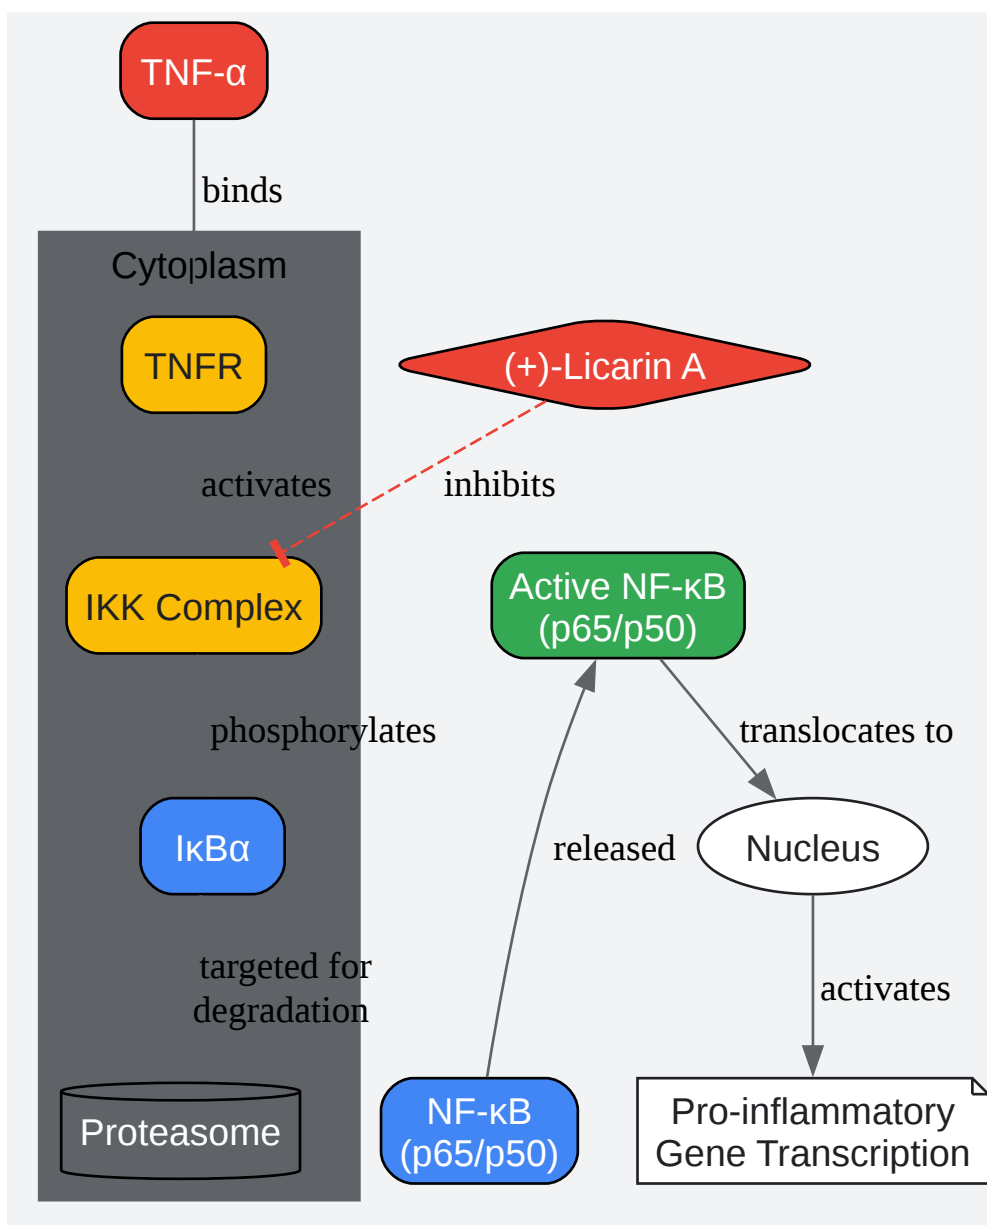 TNF-α
binds
Cytoplasm
TNFR
(+)-Licarin A
activates
inhibits
IKK Complex
Active NF-κB
(p65/p50)
phosphorylates
translocates to
IκBα
released
Nucleus
targeted for
degradation
activates
Proteasome
NF-κB
(p65/p50)
Pro-inflammatory
Gene Transcription